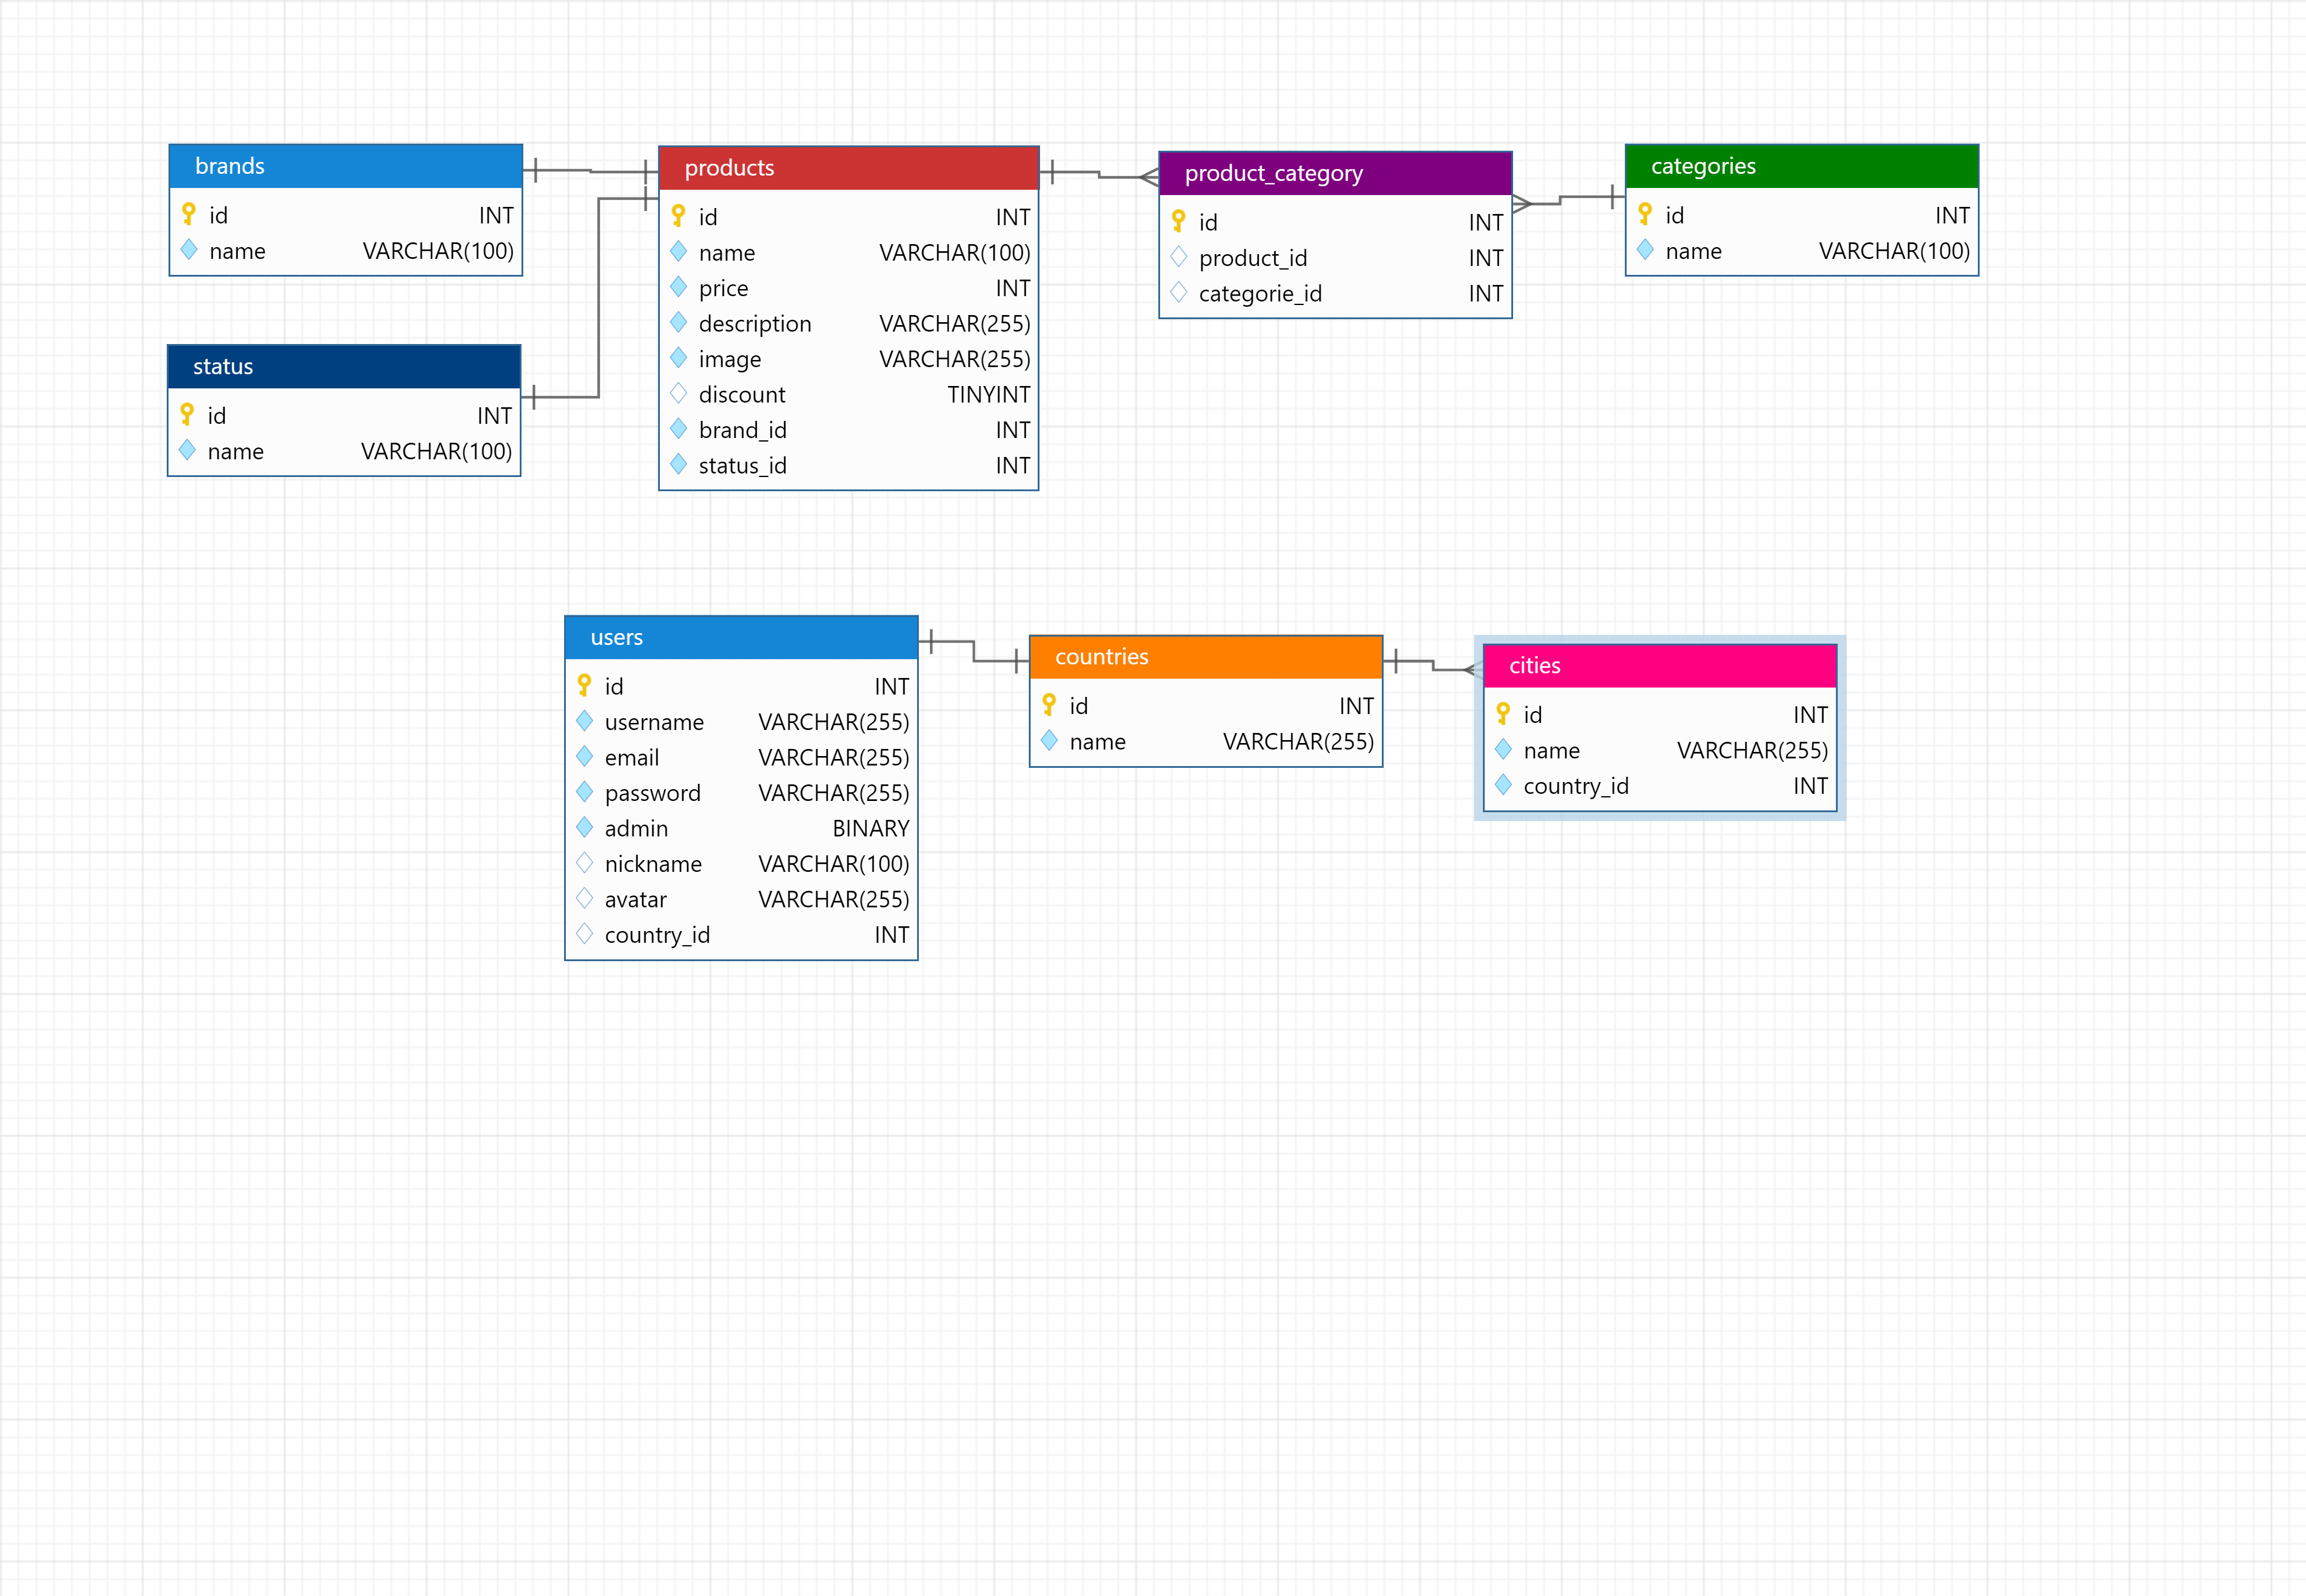 brands
id INT
name VARCHAR(100)
status
id INT
name VARCHAR(100)
products
id INT
name VARCHAR(100)
price INT
description VARCHAR(255)
image VARCHAR(255)
discount TINYINT
brand_id INT
status_id INT
product_category
id INT
product_id INT
categorie_id INT
categories
id INT
name VARCHAR(100)
users
id INT
username VARCHAR(255)
email VARCHAR(255)
password VARCHAR(255)
admin BINARY
nickname VARCHAR(100)
avatar VARCHAR(255)
country_id INT
countries
id INT
name VARCHAR(255)
cities
id INT
name VARCHAR(255)
country_id INT